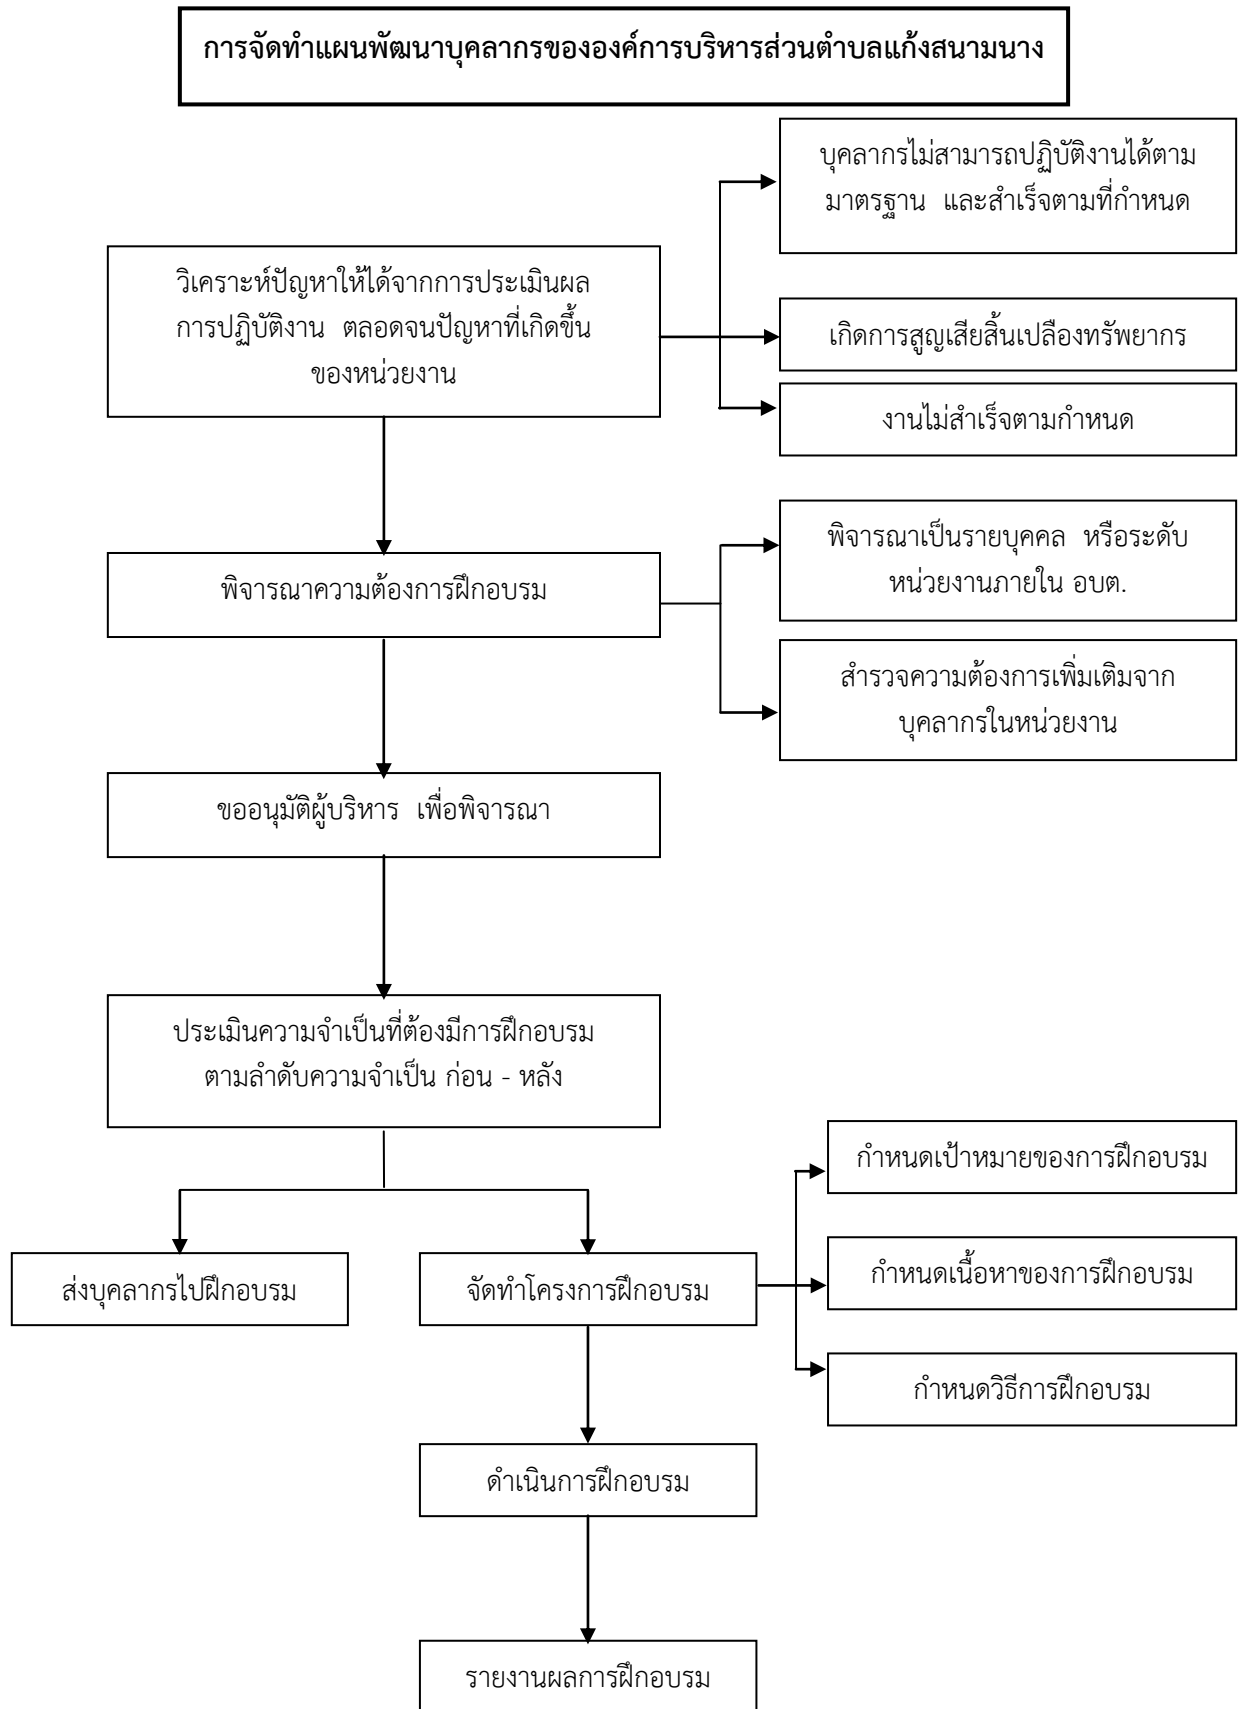 การจัดทำแผนพัฒนาบุคลากรขององค์การบริหารส่วนตำบลแก้งสนามนาง
บุคลากรไม่สามารถปฏิบัติงานได้ตาม
มาตรฐาน และสำเร็จตามที่กำหนด
วิเคราะห์ปัญหาให้ได้จากการประเมินผล
การปฏิบัติงาน ตลอดจนปัญหาที่เกิดขึ้น
ของหน่วยงาน
เกิดการสูญเสียสิ้นเปลืองทรัพยากร
งานไม่สำเร็จตามกำหนด
พิจารณาความต้องการฝึกอบรม
พิจารณาเป็นรายบุคคล หรือระดับ
หน่วยงานภายใน อบต.
สำรวจความต้องการเพิ่มเติมจาก
บุคลากรในหน่วยงาน
ขออนุมัติผู้บริหาร เพื่อพิจารณา
ประเมินความจำเป็นที่ต้องมีการฝึกอบรม
ตามลำดับความจำเป็น ก่อน - หลัง
ส่งบุคลากรไปฝึกอบรม
จัดทำโครงการฝึกอบรม
กำหนดเป้าหมายของการฝึกอบรม
กำหนดเนื้อหาของการฝึกอบรม
กำหนดวิธีการฝึกอบรม
ดำเนินการฝึกอบรม
รายงานผลการฝึกอบรม